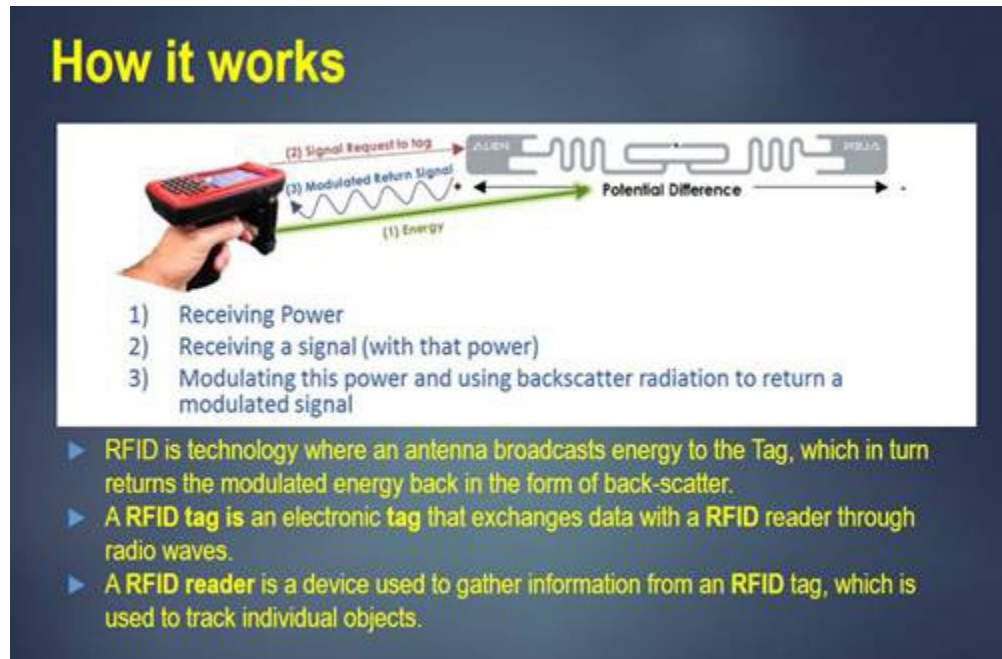 How it works
(2) Signal Request to tag
(3) Modulated Return Signal
(1) Energy
ALIEN
+
Potential Difference
-
1) Receiving Power
2) Receiving a signal (with that power)
3) Modulating this power and using backscatter radiation to return a
modulated signal
RFID is technology where an antenna broadcasts energy to the Tag, which in turn
returns the modulated energy back in the form of back-scatter.
A RFID tag is an electronic tag that exchanges data with a RFID reader through
radio waves.
A RFID reader is a device used to gather information from an RFID tag, which is
used to track individual objects.